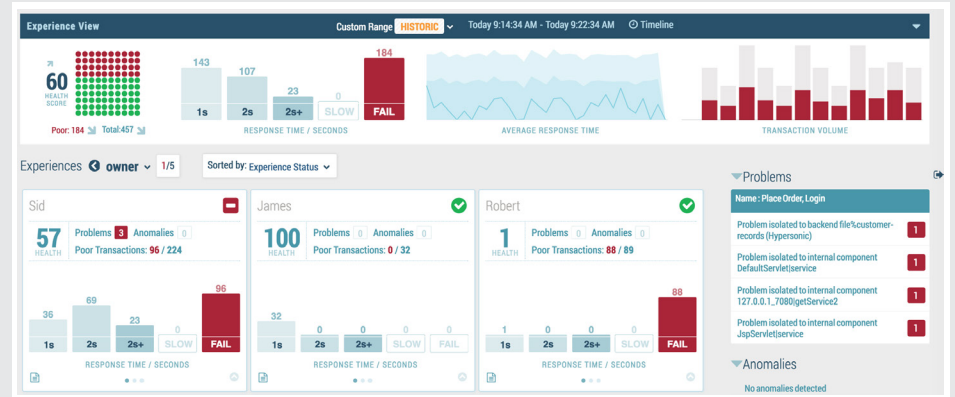 Experience View
Custom Range HISTORIC
Today 9:14:34 AM - Today 9:22:34 AM
Timeline
60
HEALTH
SCORE
Poor: 184 Total:457
143
107
23
0
184
1s 2s 2s+ SLOW FAIL
RESPONSE TIME / SECONDS
AVERAGE RESPONSE TIME
TRANSACTION VOLUME
Experiences owner 1/5
Sorted by: Experience Status
Sid
57
HEALTH
Problems 3 Anomalies 0
Poor Transactions: 96 / 224
36
69
23
0
96
1s 2s 2s+ SLOW FAIL
RESPONSE TIME / SECONDS
James
100
HEALTH
Problems 0 Anomalies 0
Poor Transactions: 0 / 32
32
0
0
0
0
1s 2s 2s+ SLOW FAIL
RESPONSE TIME / SECONDS
Robert
1
HEALTH
Problems 0 Anomalies 0
Poor Transactions: 88 / 89
1
0
0
0
88
1s 2s 2s+ SLOW FAIL
RESPONSE TIME / SECONDS
Problems
Name : Place Order, Login
Problem isolated to backend file%customer-
records (Hypersonic)
1
Problem isolated to internal component
DefaultServlet|service
1
Problem isolated to internal component
127.0.0.1_7080|getService2
1
Problem isolated to internal component
JspServlet|service
1
Anomalies
No anomalies detected